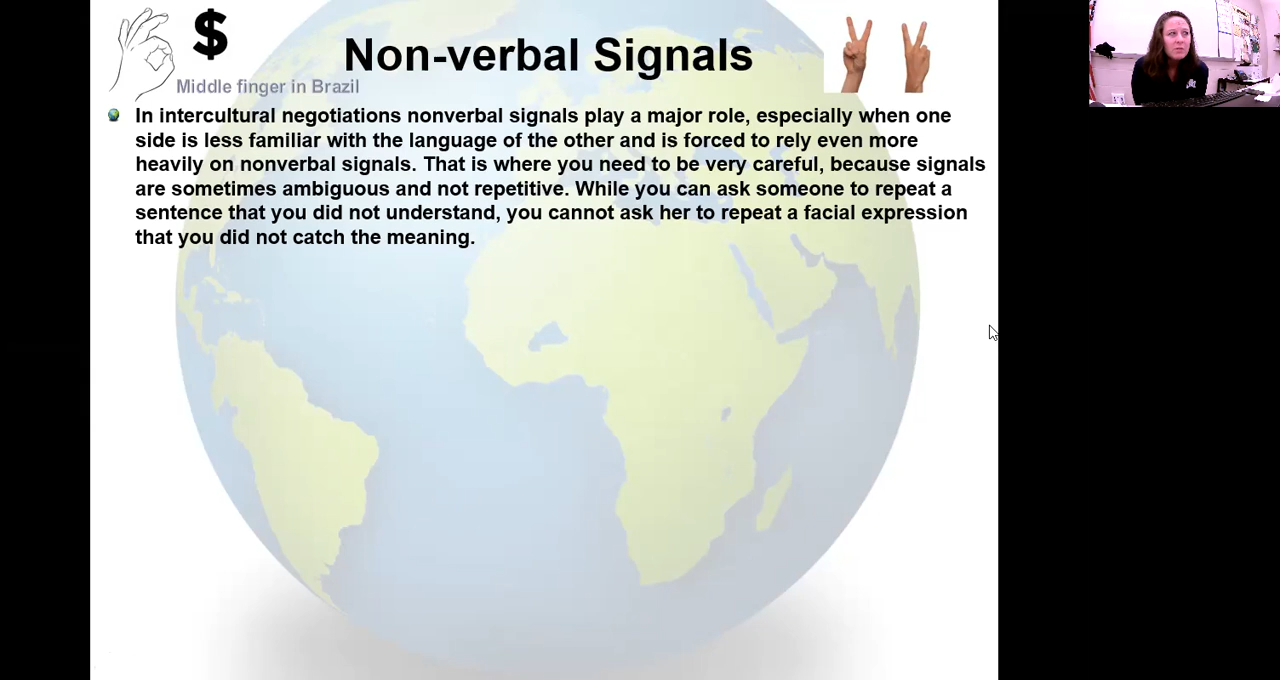 $
Non-verbal Signals
Middle finger in Brazil
In intercultural negotiations nonverbal signals play a major role, especially when one
side is less familiar with the language of the other and is forced to rely even more
heavily on nonverbal signals. That is where you need to be very careful, because signals
are sometimes ambiguous and not repetitive. While you can ask someone to repeat a
sentence that you did not understand, you cannot ask her to repeat a facial expression
that you did not catch the meaning.